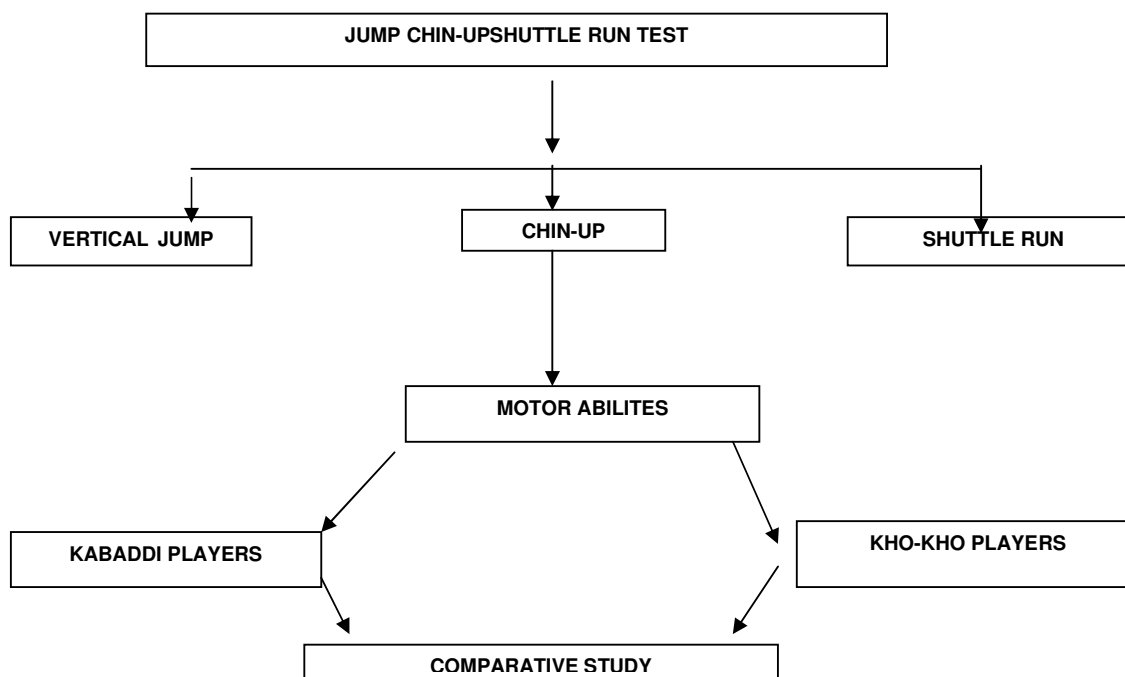 JUMP CHIN-UPSHUTTLE RUN TEST
VERTICAL JUMP
CHIN-UP
SHUTTLE RUN
MOTOR ABILITES
KABADDI PLAYERS
KHO-KHO PLAYERS
COMPARATIVE STUDY